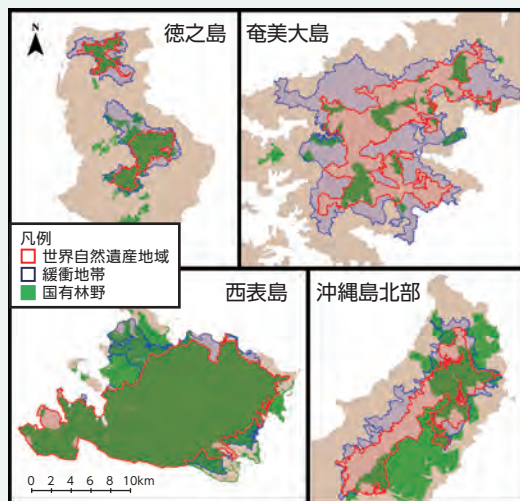 徳之島
奄美大島
N
凡例
世界自然遺産地域
緩衝地帯
国有林野
西表島
沖縄島北部
0 2 4 6 8 10km